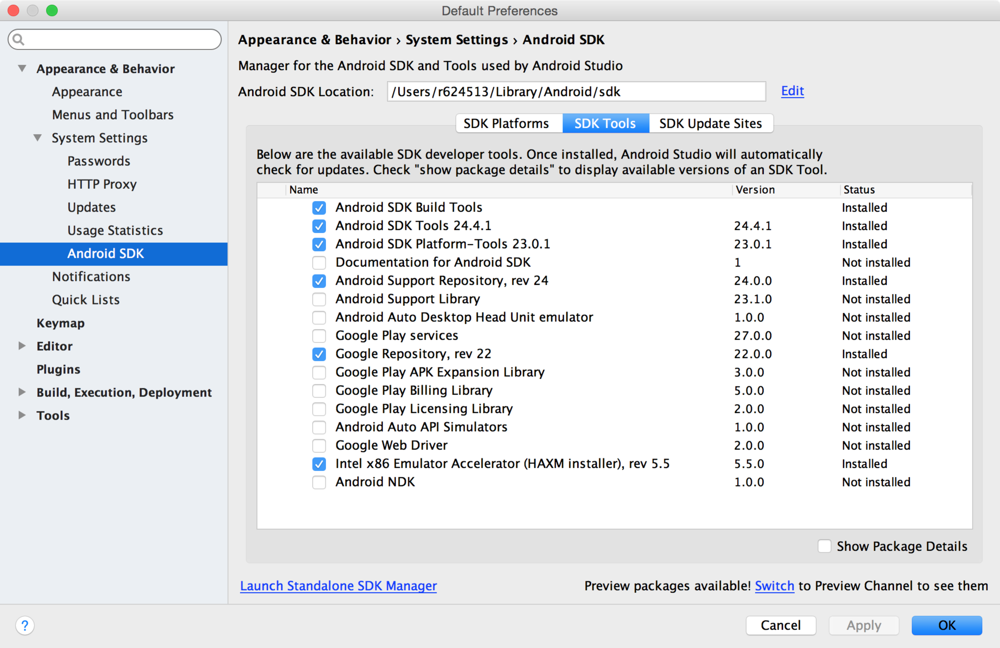 Default Preferences
Appearance & Behavior
Appearance
Menus and Toolbars
System Settings
Passwords
HTTP Proxy
Updates
Usage Statistics
Android SDK
Notifications
Quick Lists
Keymap
Editor
Plugins
Build, Execution, Deployment
Tools
Appearance & Behavior › System Settings › Android SDK
Manager for the Android SDK and Tools used by Android Studio
Android SDK Location: /Users/r624513/Library/Android/sdk Edit
SDK Platforms SDK Tools SDK Update Sites
Below are the available SDK developer tools. Once installed, Android Studio will automatically
check for updates. Check "show package details" to display available versions of an SDK Tool.
Name Version Status
Android SDK Build Tools Installed
Android SDK Tools 24.4.1 24.4.1 Installed
Android SDK Platform-Tools 23.0.1 23.0.1 Installed
Documentation for Android SDK 1 Not installed
Android Support Repository, rev 24 24.0.0 Installed
Android Support Library 23.1.0 Not installed
Android Auto Desktop Head Unit emulator 1.0.0 Not installed
Google Play services 27.0.0 Not installed
Google Repository, rev 22 22.0.0 Installed
Google Play APK Expansion Library 3.0.0 Not installed
Google Play Billing Library 5.0.0 Not installed
Google Play Licensing Library 2.0.0 Not installed
Android Auto API Simulators 1.0.0 Not installed
Google Web Driver 2.0.0 Not installed
Intel x86 Emulator Accelerator (HAXM installer), rev 5.5 5.5.0 Installed
Android NDK 1.0.0 Not installed
Show Package Details
Launch Standalone SDK Manager Preview packages available! Switch to Preview Channel to see them
? Cancel Apply OK